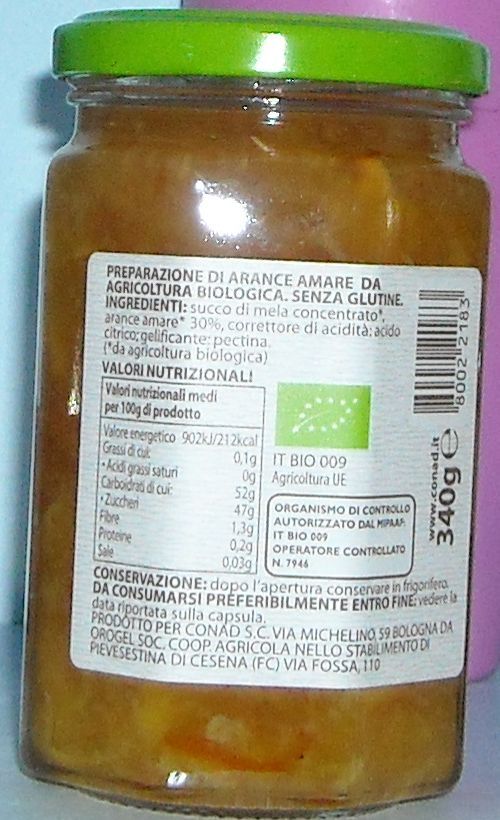 PREPARAZIONE DI ARANCE AMARE DA
AGRICOLTURA BIOLOGICA. SENZA GLUTINE.
INGREDIENTI: succo di mela concentrato*,
arance amare* 30%, correttore di acidità: acido
citrico; gelificante: pectina.
(*da agricoltura biologica)
VALORI NUTRIZIONALI
Valori nutrizionali medi
per 100g di prodotto
Valore energetico 902kJ/212kcal
Grassi di cui: 0,1g
• Acidi grassi saturi 0g
Carboidrati di cui: 52g
• Zuccheri 47g
Fibre 1,3g
Proteine 0,2g
Sale 0,03g
IT BIO 009
Agricoltura UE
ORGANISMO DI CONTROLLO
AUTORIZZATO DAL MIPAAF:
IT BIO 009
OPERATORE CONTROLLATO
N. 7946
8002 2183
www.conad.it
340g ℮
CONSERVAZIONE: dopo l'apertura conservare in frigorifero.
DA CONSUMARSI PREFERIBILMENTE ENTRO FINE: vedere la
data riportata sulla capsula.
PRODOTTO PER CONAD S.C. VIA MICHELINO, 59 BOLOGNA DA
OROGEL SOC. COOP. AGRICOLA NELLO STABILIMENTO DI
PIEVESESTINA DI CESENA (FC) VIA FOSSA, 110